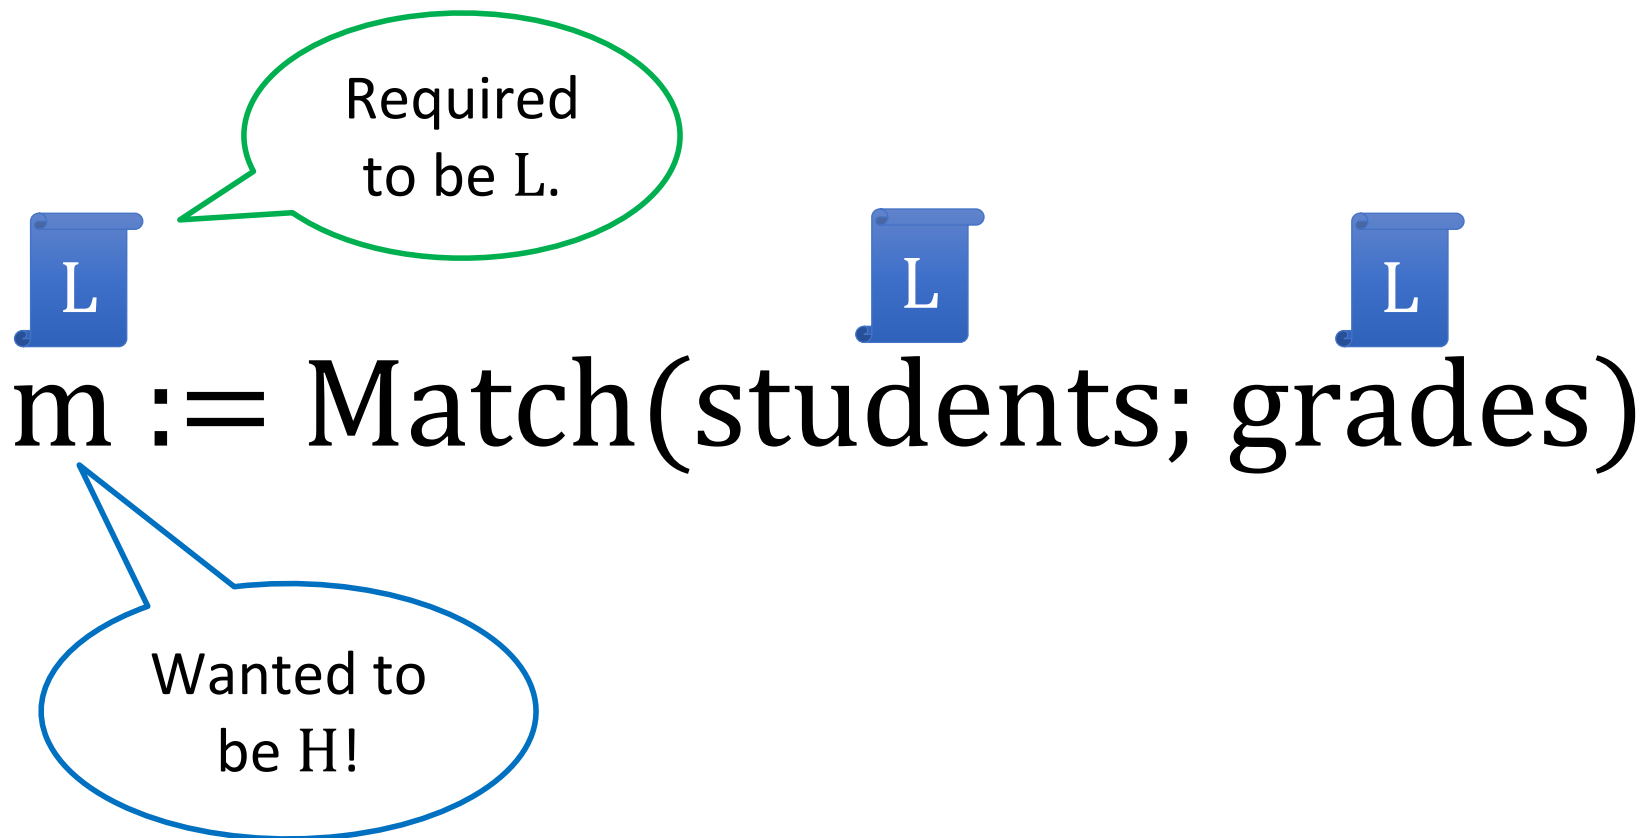 Required
to be L.
L
L
L
m := Match(students; grades)
Wanted to
be H!